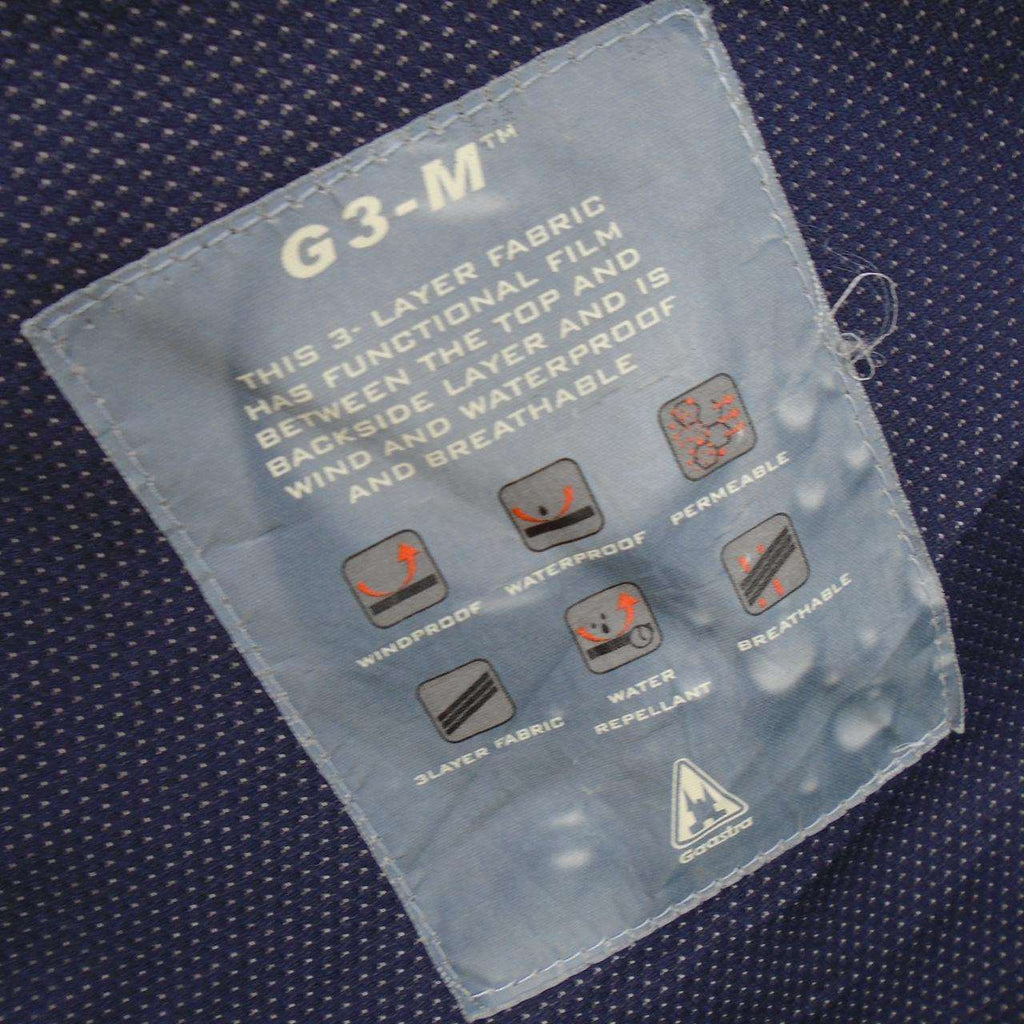 G3-M™
THIS 3- LAYER FABRIC
HAS FUNCTIONAL FILM
BETWEEN THE TOP AND
BACKSIDE LAYER AND IS
WIND AND WATERPROOF
AND BREATHABLE
WINDPROOF
WATERPROOF
PERMEABLE
3LAYER FABRIC
WATER
REPELLANT
BREATHABLE
Gaastra